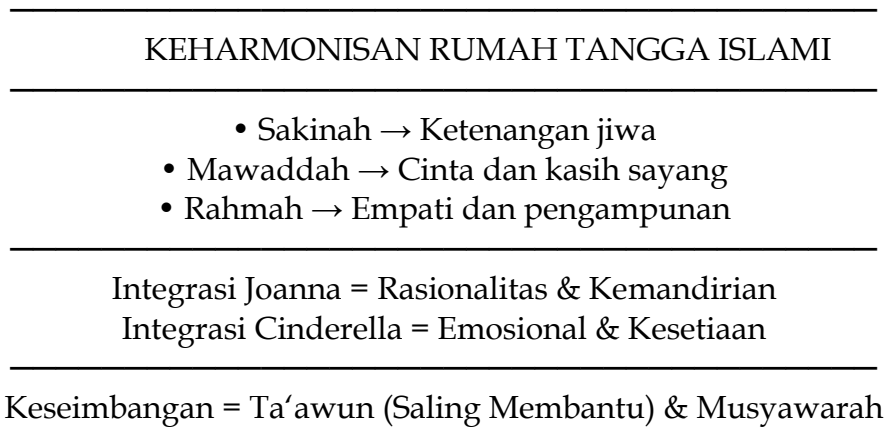 KEHARMONISAN RUMAH TANGGA ISLAMI
• Sakinah → Ketenangan jiwa
• Mawaddah → Cinta dan kasih sayang
• Rahmah → Empati dan pengampunan
Integrasi Joanna = Rasionalitas & Kemandirian
Integrasi Cinderella = Emosional & Kesetiaan
Keseimbangan = Ta‘awun (Saling Membantu) & Musyawarah